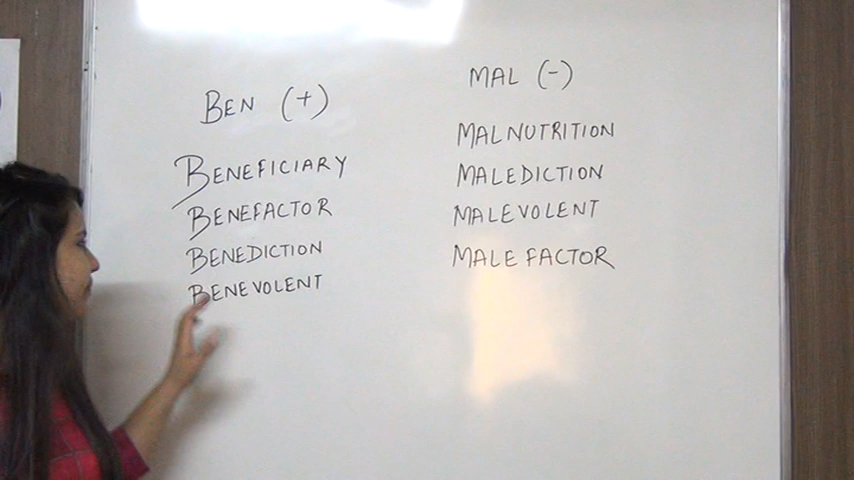 BEN (+)
BENEFICIARY
BENEFACTOR
BENEDICTION
BENEVOLENT
MAL (-)
MALNUTRITION
MALEDICTION
MALEVOLENT
MALEFACTOR